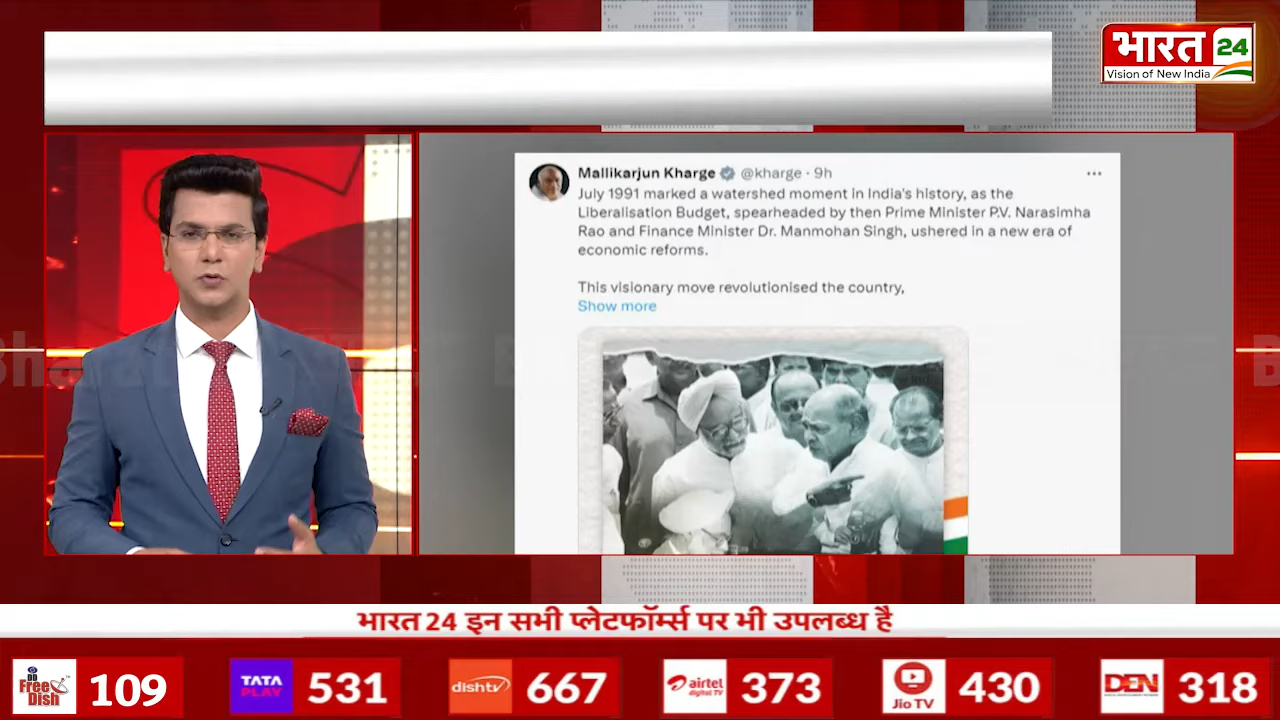 भारत 24
Vision of New India
Mallikarjun Kharge @kharge · 9h
July 1991 marked a watershed moment in India's history, as the
Liberalisation Budget, spearheaded by then Prime Minister P.V. Narasimha
Rao and Finance Minister Dr. Manmohan Singh, ushered in a new era of
economic reforms.
This visionary move revolutionised the country,
Show more
भारत 24 इन सभी प्लेटफॉर्म्स पर भी उपलब्ध है
DD Free Dish 109
TATA PLAY 531
dishtv 667
airtel digital TV 373
Jio TV 430
DEN 318